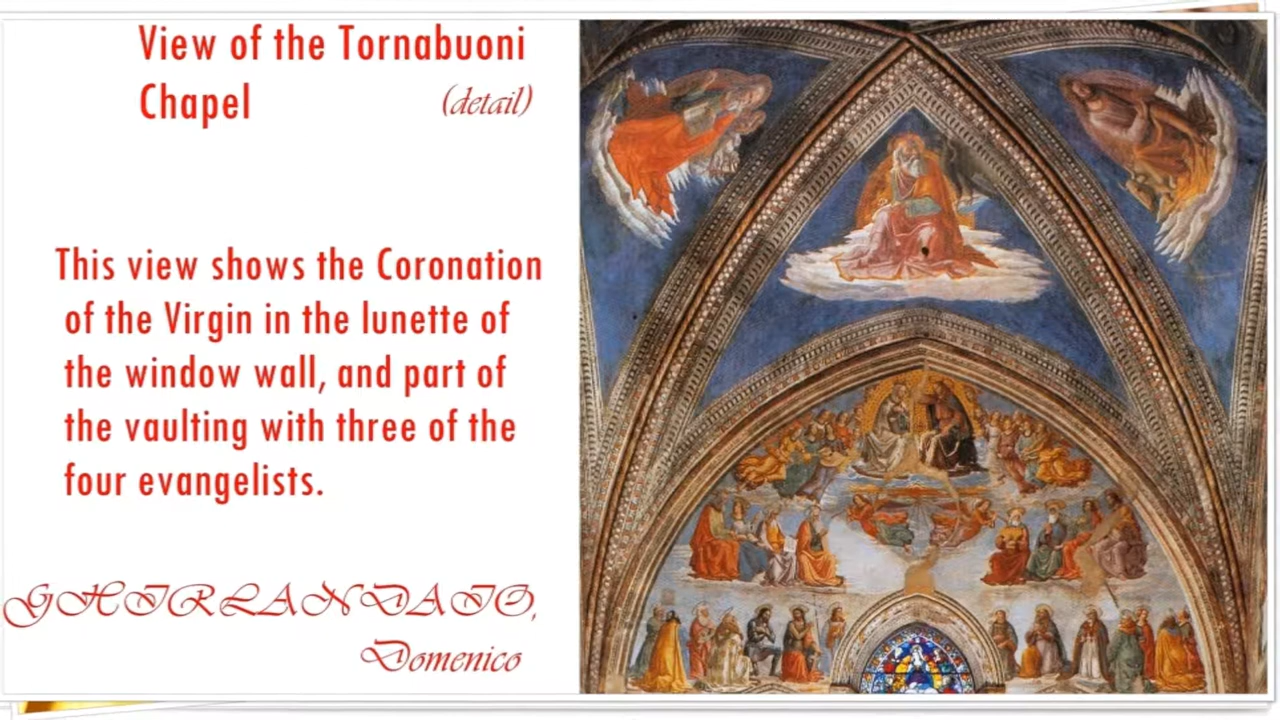 View of the Tornabuoni
Chapel (detail)
This view shows the Coronation
of the Virgin in the lunette of
the window wall, and part of
the vaulting with three of the
four evangelists.
GHIRLANDAIO,
Domenico